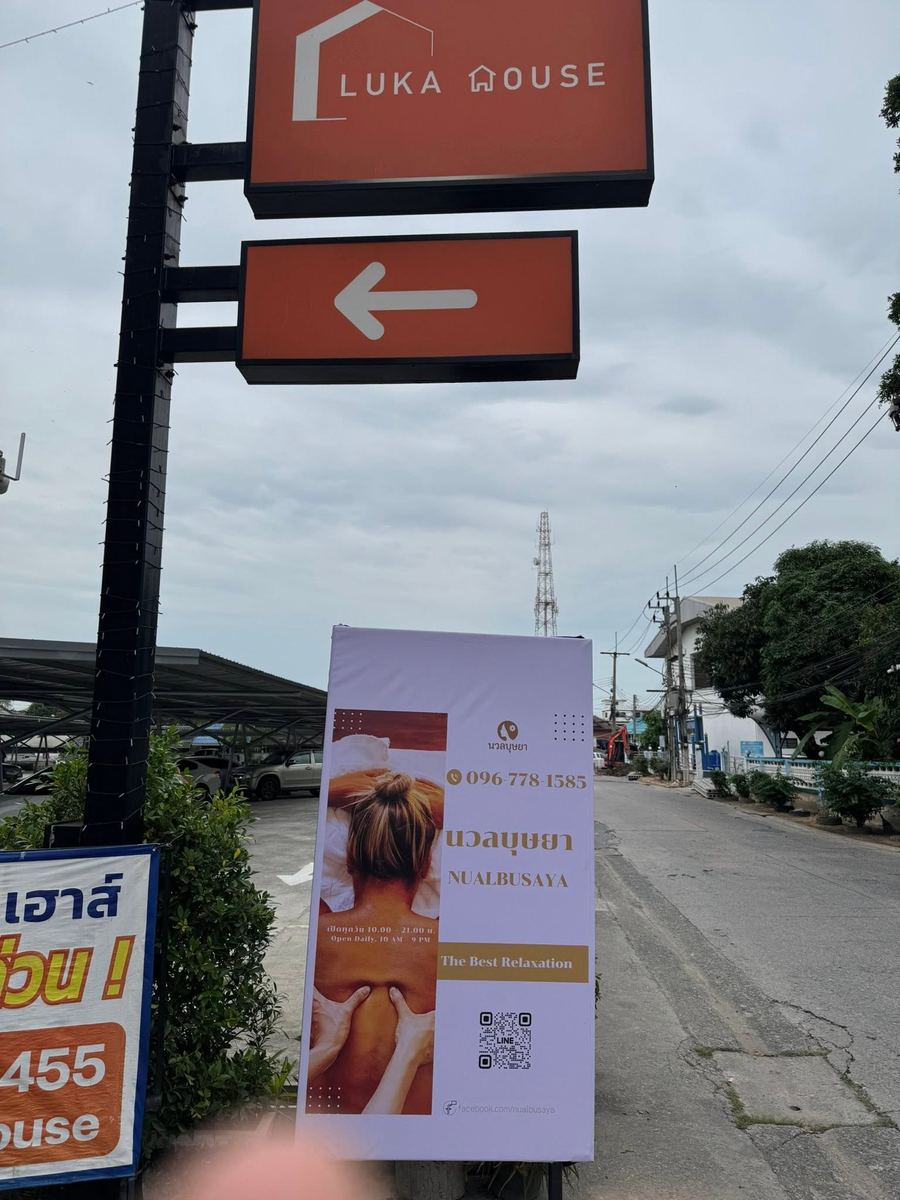 LUKA HOUSE
นวลบุษยา
096-778-1585
นวลบุษยา
NUALBUSAYA
เปิดทุกวัน 10.00 - 21.00 น.
Open Daily, 10 AM - 9 PM
The Best Relaxation
LINE
facebook.com/nualbusaya
เฮาส์
ด่วน !
455
ouse